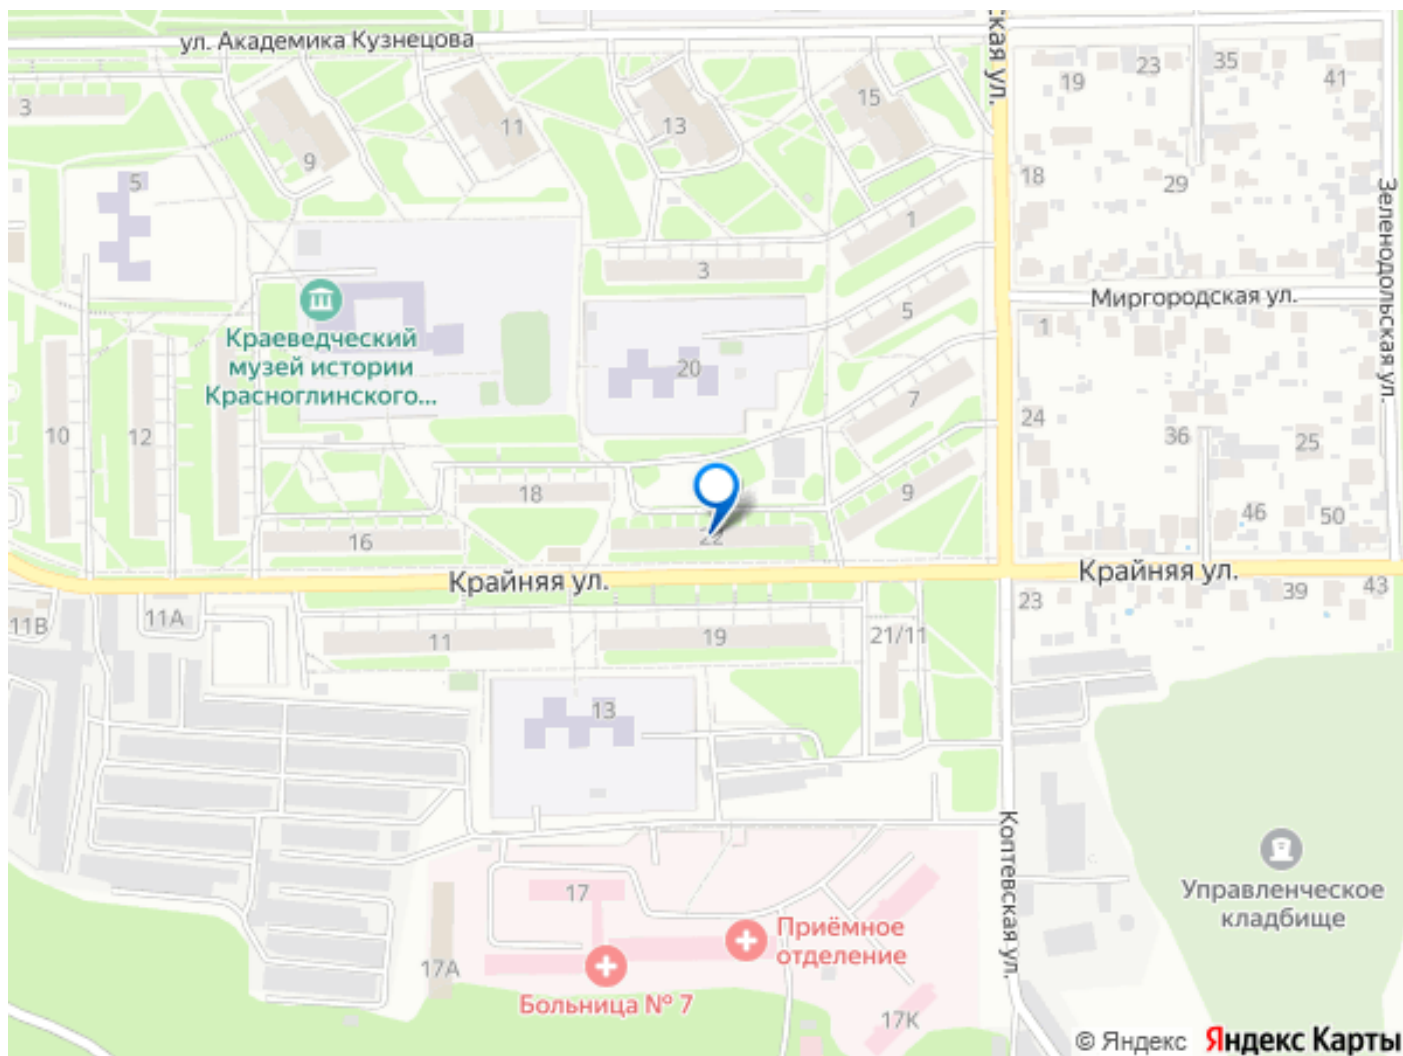 ул. Академика Кузнецова
ская ул.
19
23
35
41
3
9
11
13
15
5
18
29
Зеленодольская ул.
1
3
Миргородская ул.
5
1
Краеведческий
музей истории
Красноглинского...
20
7
24
10
12
36
25
18
9
46
50
16
22
Крайняя ул.
Крайняя ул.
11В
11А
11
19
21/11
23
39
43
13
Коптевская ул.
17
Управленческое
кладбище
Приёмное
отделение
17А
Больница № 7
17К
© Яндекс Яндекс Карты